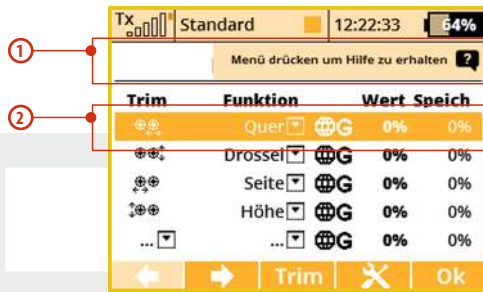 Tx Standard 12:22:33 64%
1
Menü drücken um Hilfe zu erhalten ?
Trim Funktion Wert Speich
2
Quer G 0% 0%
Drossel G 0% 0%
Seite G 0% 0%
Höhe G 0% 0%
... ... G 0% 0%
Trim Ok